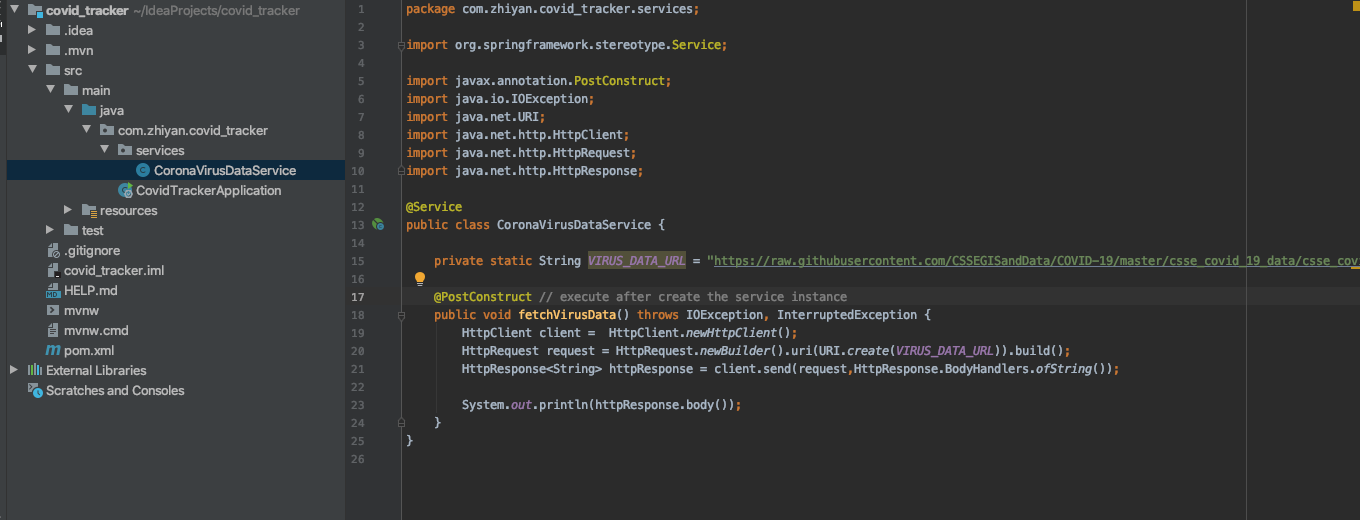 covid_tracker ~/IdeaProjects/covid_tracker
.idea
.mvn
src
main
java
com.zhiyan.covid_tracker
services
CoronaVirusDataService
CovidTrackerApplication
resources
test
.gitignore
covid_tracker.iml
HELP.md
mvnw
mvnw.cmd
pom.xml
External Libraries
Scratches and Consoles
1 package com.zhiyan.covid_tracker.services;
2
3 import org.springframework.stereotype.Service;
4
5 import javax.annotation.PostConstruct;
6 import java.io.IOException;
7 import java.net.URI;
8 import java.net.http.HttpClient;
9 import java.net.http.HttpRequest;
10 import java.net.http.HttpResponse;
11
12 @Service
13 public class CoronaVirusDataService {
14
15 private static String VIRUS_DATA_URL = "https://raw.githubusercontent.com/CSSEGISandData/COVID-19/master/csse_covid_19_data/csse_covi
16
17 @PostConstruct // execute after create the service instance
18 public void fetchVirusData() throws IOException, InterruptedException {
19 HttpClient client =  HttpClient.newHttpClient();
20 HttpRequest request = HttpRequest.newBuilder().uri(URI.create(VIRUS_DATA_URL)).build();
21 HttpResponse<String> httpResponse = client.send(request,HttpResponse.BodyHandlers.ofString());
22
23 System.out.println(httpResponse.body());
24 }
25 }
26